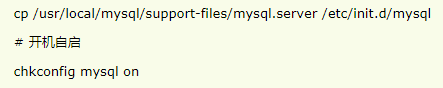 cp /usr/local/mysql/support-files/mysql.server /etc/init.d/mysql
# 开机自启
chkconfig mysql on